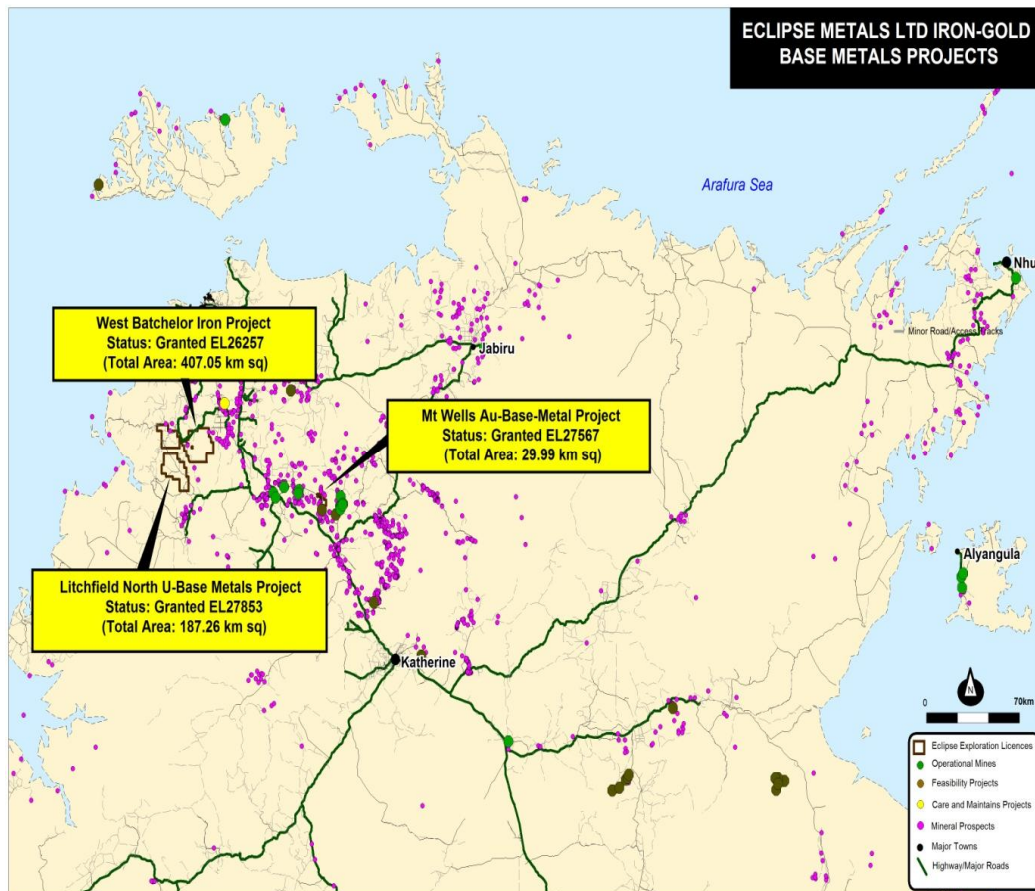 ECLIPSE METALS LTD IRON-GOLD
BASE METALS PROJECTS
Arafura Sea
Nhu
West Batchelor Iron Project
Status: Granted EL26257
(Total Area: 407.05 km sq)
Minor Road/Access Tracks
Jabiru
Mt Wells Au-Base-Metal Project
Status: Granted EL27567
(Total Area: 29.99 km sq)
Alyangula
Litchfield North U-Base Metals Project
Status: Granted EL27853
(Total Area: 187.26 km sq)
Katherine
N
0 70km
Eclipse Exploration Licences
Operational Mines
Feasibility Projects
Care and Maintains Projects
Mineral Prospects
Major Towns
Highway/Major Roads